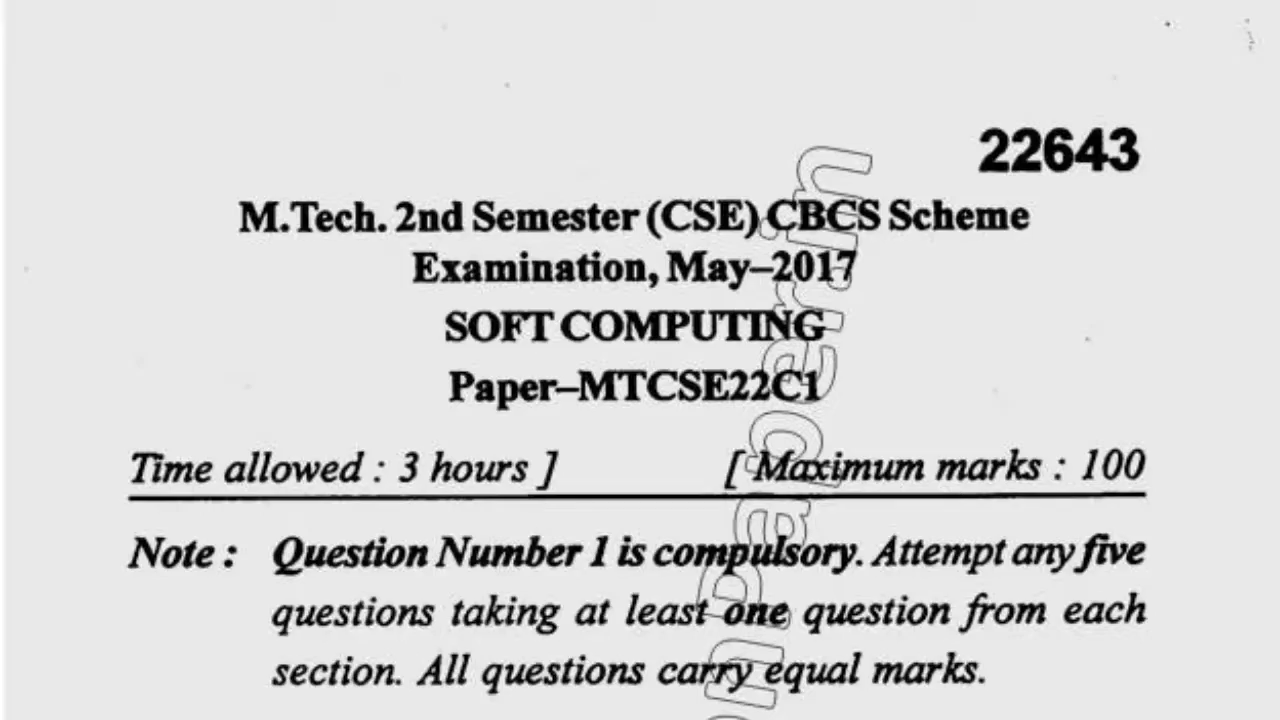 22643
M.Tech. 2nd Semester (CSE) CBCS Scheme
Examination, May–2017
SOFT COMPUTING
Paper–MTCSE22C1
Time allowed : 3 hours ] [ Maximum marks : 100
Note : Question Number 1 is compulsory. Attempt any five
questions taking at least one question from each
section. All questions carry equal marks.